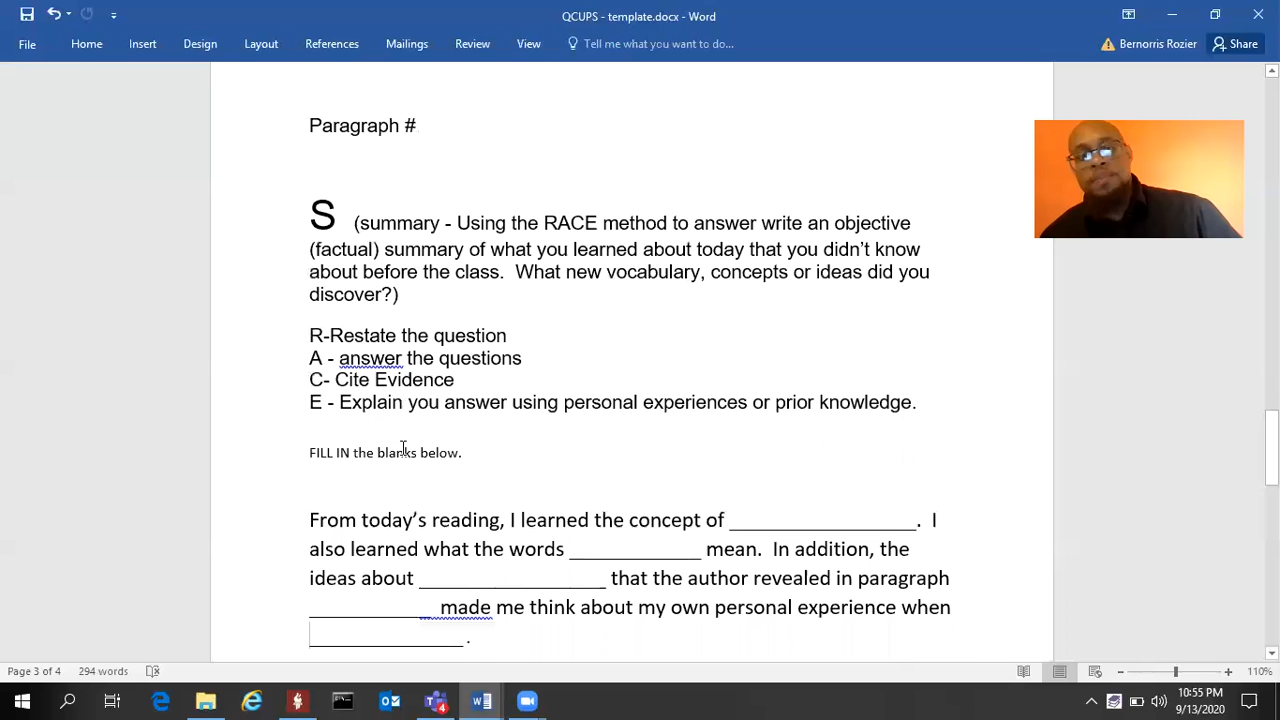 QCUPS - template.docx - Word
File Home Insert Design Layout References Mailings Review View Tell me what you want to do... Bernorris Rozier Share
Paragraph #
S (summary - Using the RACE method to answer write an objective
(factual) summary of what you learned about today that you didn't know
about before the class. What new vocabulary, concepts or ideas did you
discover?)
R-Restate the question
A - answer the questions
C- Cite Evidence
E - Explain you answer using personal experiences or prior knowledge.
FILL IN the blanks below.
From today's reading, I learned the concept of _________________. I
also learned what the words ____________ mean. In addition, the
ideas about _________________ that the author revealed in paragraph
___________ made me think about my own personal experience when
______________.
Page 3 of 4 294 words 110%
4
10:55 PM
9/13/2020